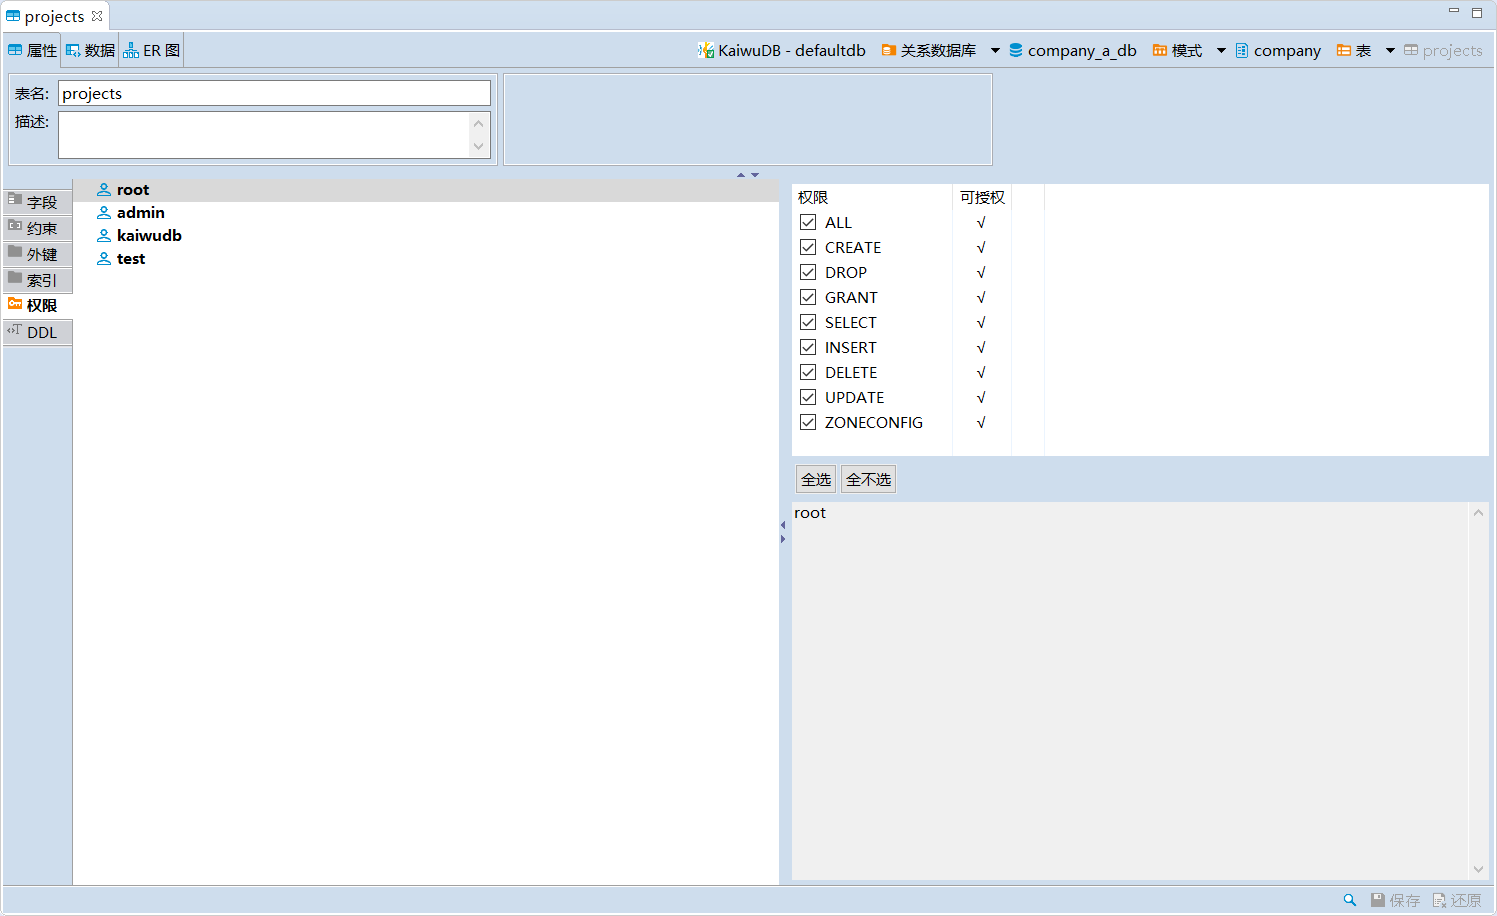 projects
属性 数据 ER 图 KaiwuDB - defaultdb 关系数据库 company_a_db 模式 company 表 projects
表名: projects
描述:
字段
约束
外键
索引
权限
DDL
root
admin
kaiwudb
test
权限 可授权
ALL √
CREATE √
DROP √
GRANT √
SELECT √
INSERT √
DELETE √
UPDATE √
ZONECONFIG √
全选 全不选
root
保存 还原